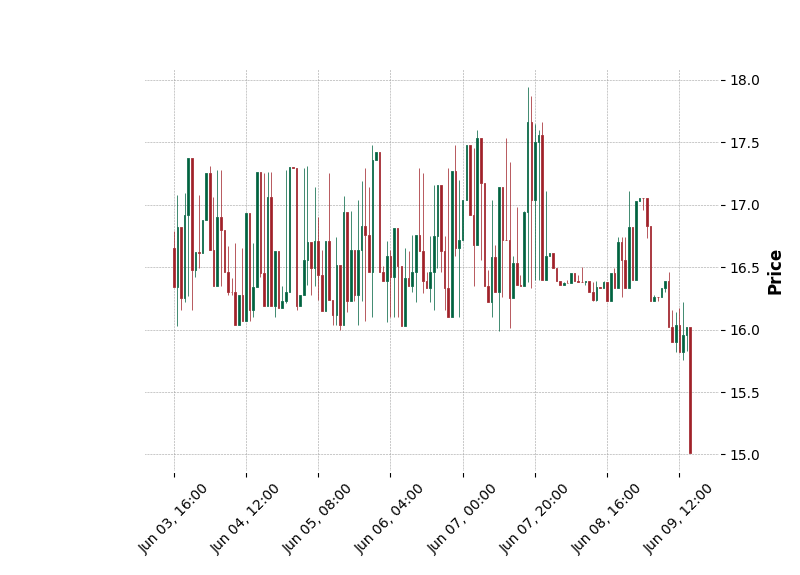 18.0
17.5
17.0
16.5
16.0
15.5
15.0
Price
Jun 03, 16:00
Jun 04, 12:00
Jun 05, 08:00
Jun 06, 04:00
Jun 07, 00:00
Jun 07, 20:00
Jun 08, 16:00
Jun 09, 12:00